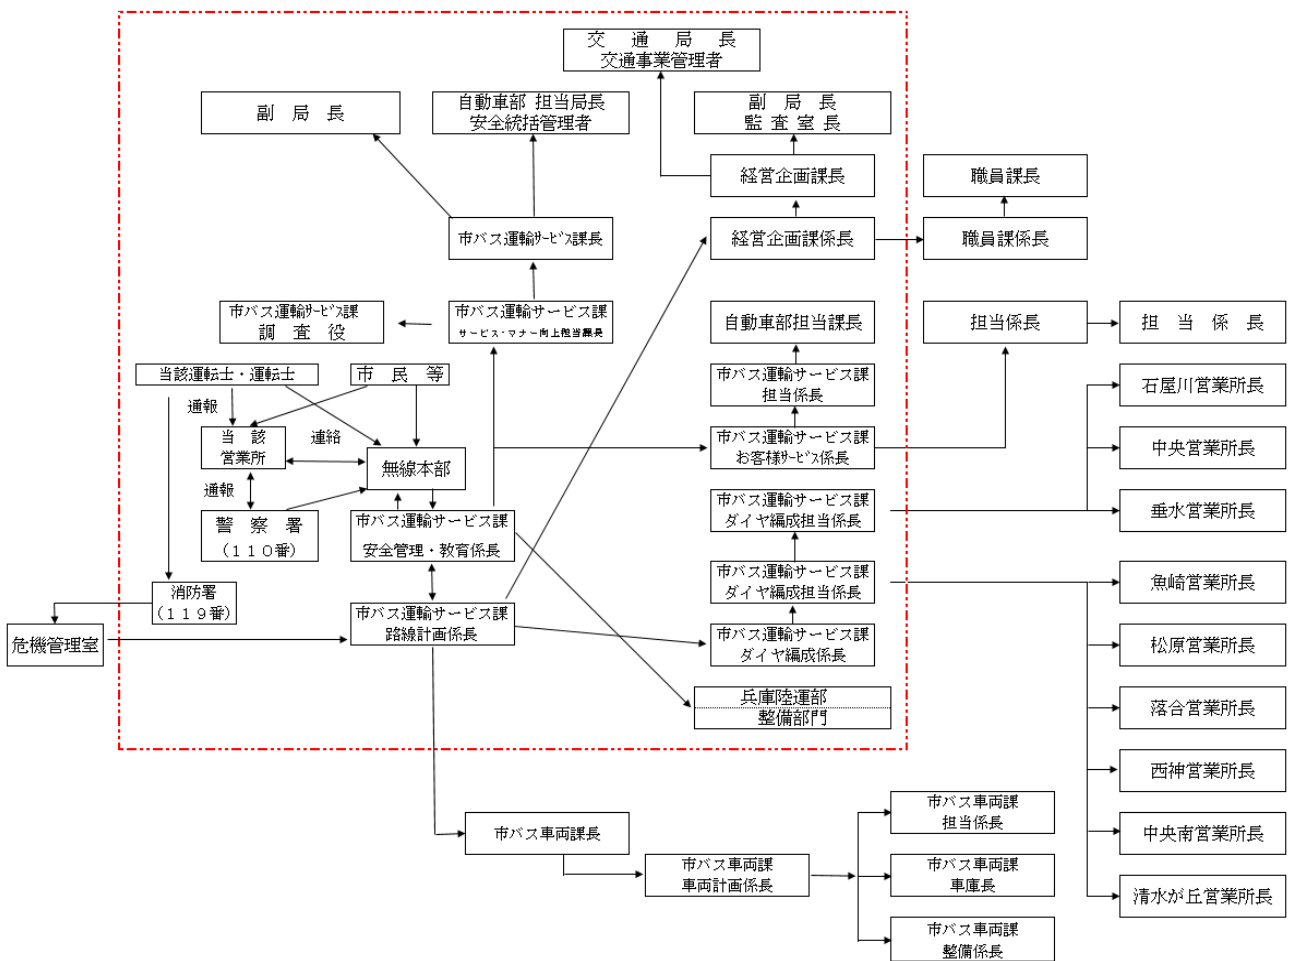 交　通　局　長
交通事業管理者
副　局　長
自動車部 担当局長
安全統括管理者
副　局　長
監 査 室 長
経営企画課長
職員課長
市バス運輸ｻｰﾋﾞｽ課長
経営企画課係長
職員課係長
市バス運輸ｻｰﾋﾞｽ課
調　査　役
市バス運輸サービス課
サービス・マナー向上担当課長
自動車部担当課長
担当係長
担　当　係　長
当該運転士・運転士
市　民　等
市バス運輸サービス課
担当係長
石屋川営業所長
通報
当　該
営業所
連絡
無線本部
市バス運輸サービス課
お客様ｻｰﾋﾞｽ係長
中央営業所長
通報
警　察　署
（１１０番）
市バス運輸サービス課
安全管理・教育係長
市バス運輸サービス課
ダイヤ編成担当係長
垂水営業所長
消防署
（１１９番）
市バス運輸サービス課
ダイヤ編成担当係長
魚崎営業所長
危機管理室
市バス運輸サービス課
路線計画係長
市バス運輸サービス課
ダイヤ編成係長
松原営業所長
兵庫陸運部
整備部門
落合営業所長
西神営業所長
市バス車両課長
市バス車両課
担当係長
中央南営業所長
市バス車両課
車両計画係長
市バス車両課
車庫長
清水が丘営業所長
市バス車両課
整備係長